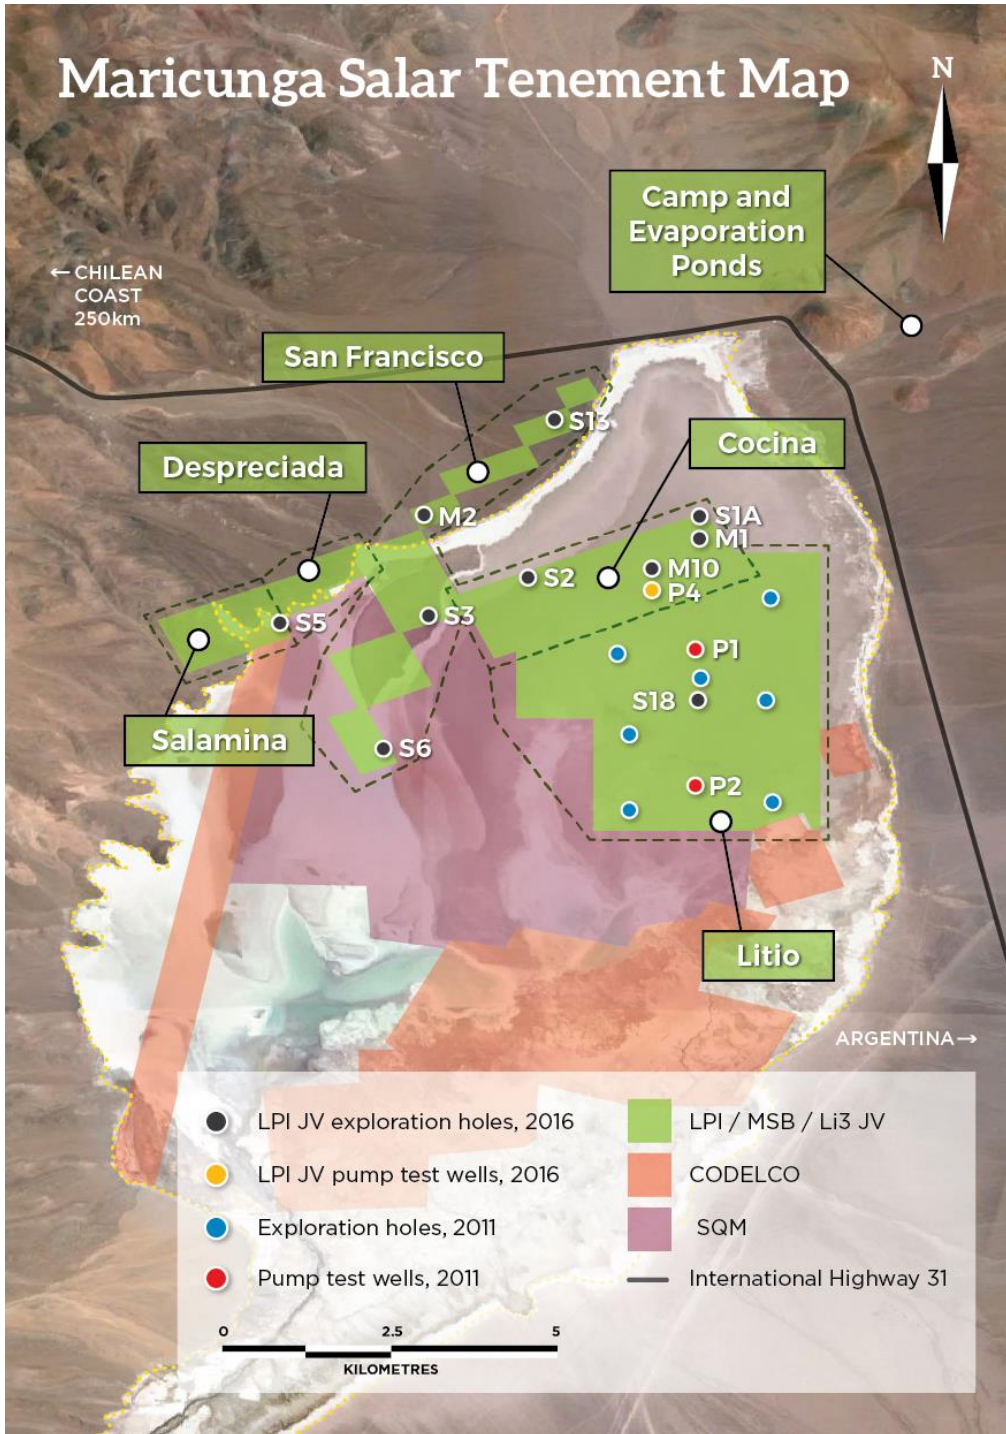 Maricunga Salar Tenement Map
N
Camp and
Evaporation
Ponds
← CHILEAN
COAST
250km
San Francisco
S13
Cocina
Despreciada
M2
S1A
M1
S2
M10
P4
S5
S3
P1
S18
Salamina
S6
P2
Litio
ARGENTINA →
LPI JV exploration holes, 2016
LPI JV pump test wells, 2016
Exploration holes, 2011
Pump test wells, 2011
LPI / MSB / Li3 JV
CODELCO
SQM
International Highway 31
0 2.5 5
KILOMETRES